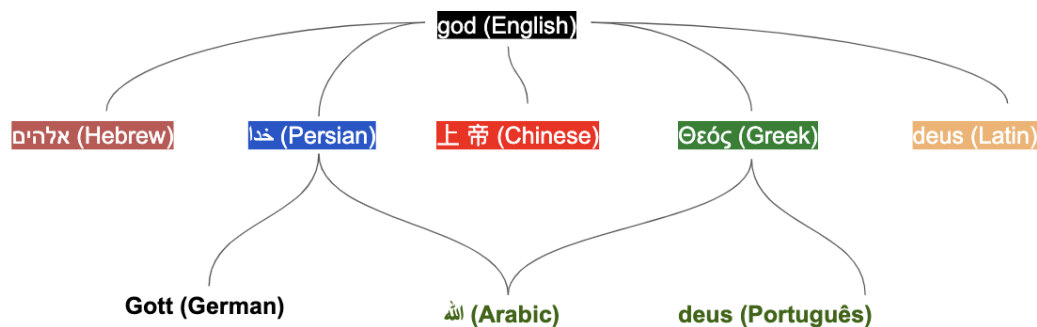 god (English)
אלהים (Hebrew)
خدا (Persian)
上 帝 (Chinese)
Θεός (Greek)
deus (Latin)
Gott (German)
الله (Arabic)
deus (Português)